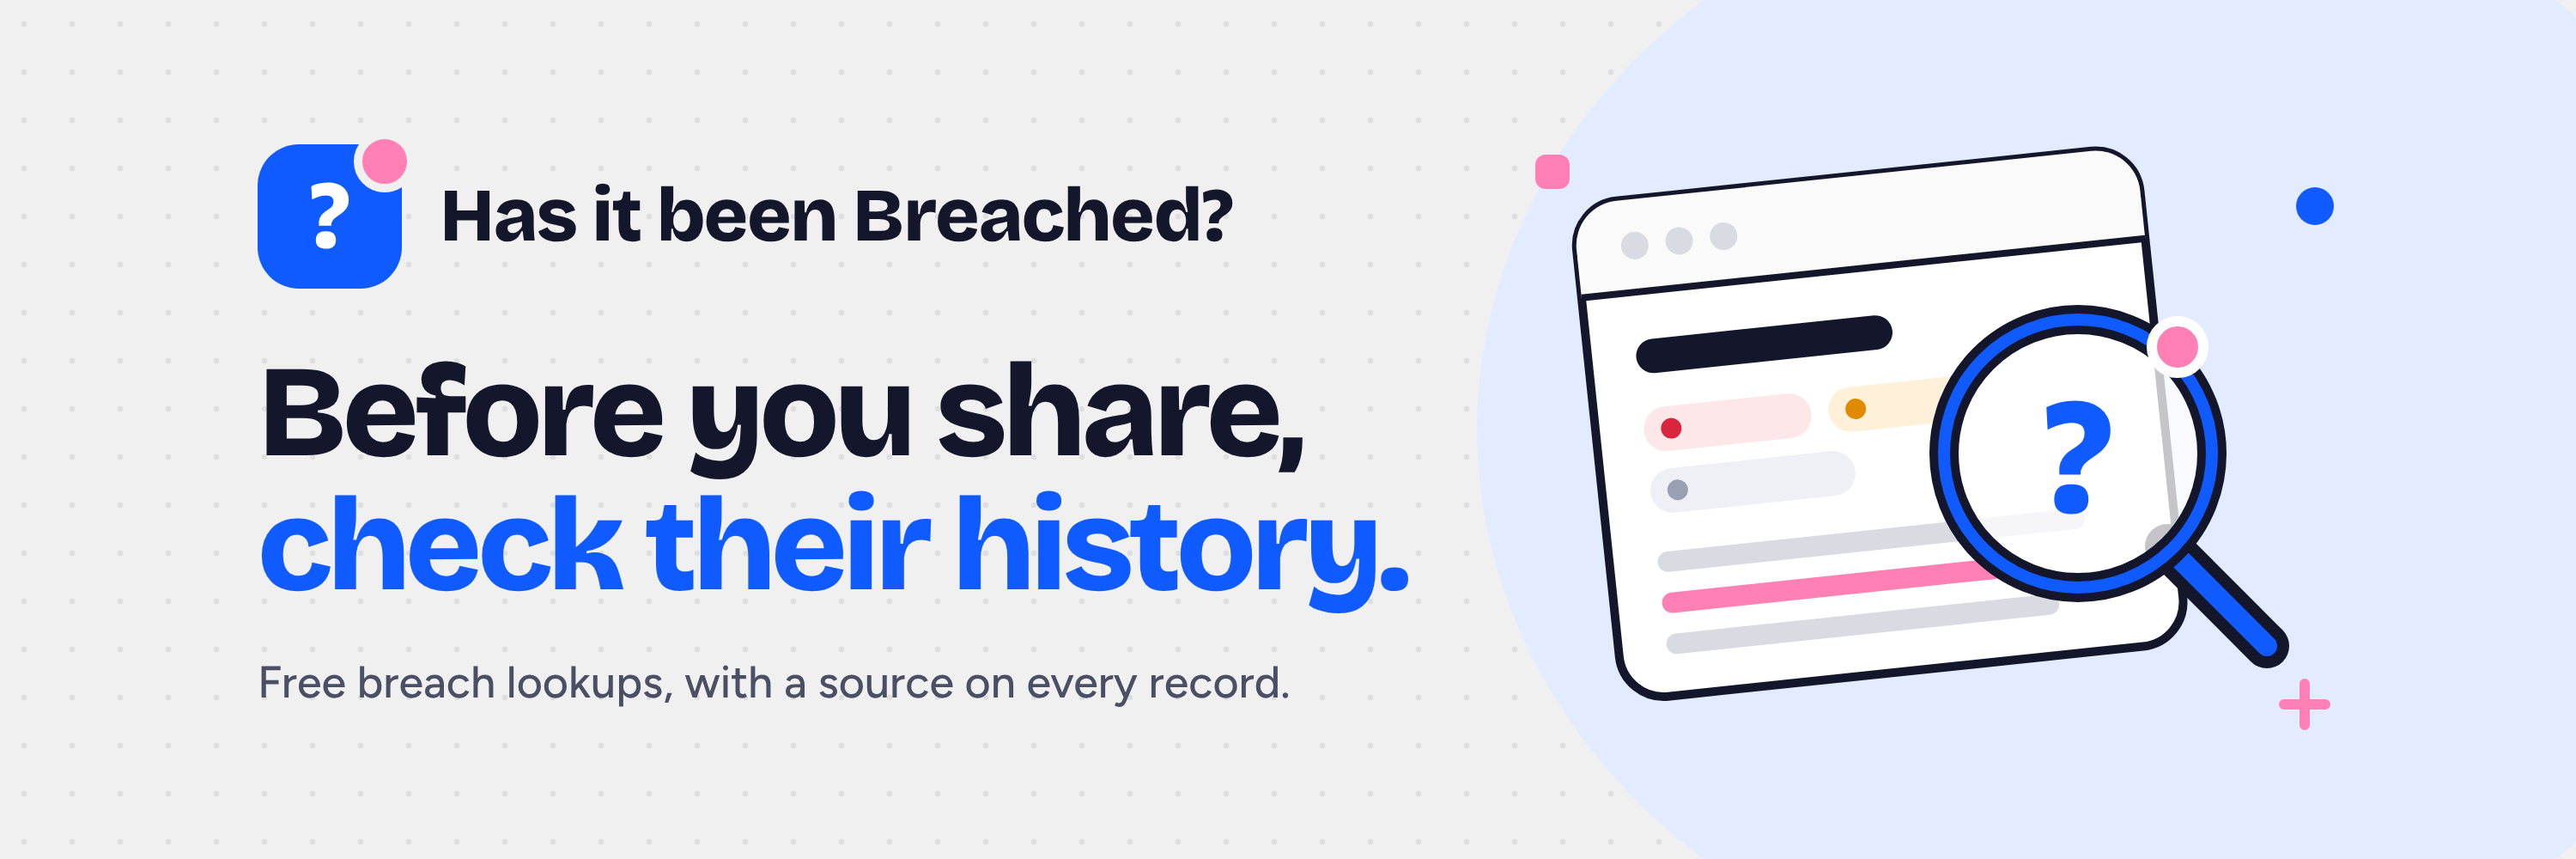 ?
Has it been Breached?
Before you share,
check their history.
Free breach lookups, with a source on every record.
?